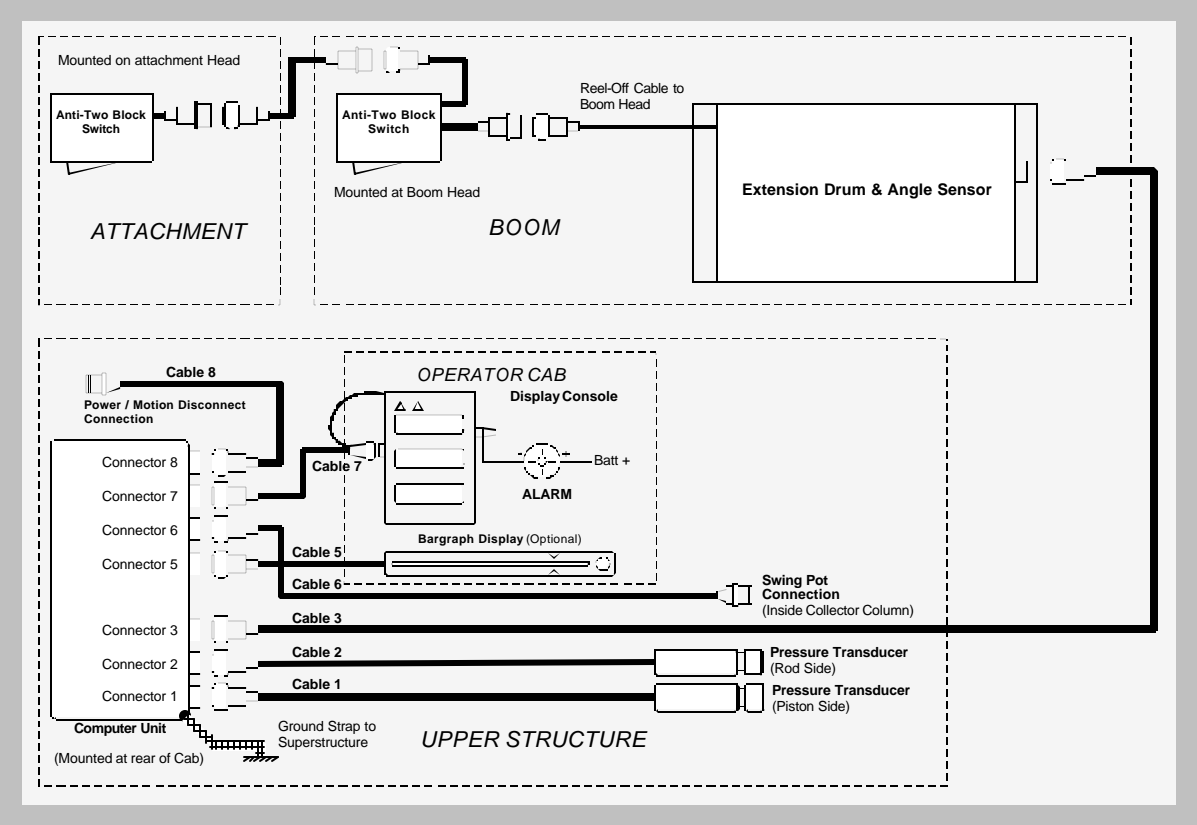 Mounted on attachment Head
Anti-Two Block
Switch
ATTACHMENT
Anti-Two Block
Switch
Mounted at Boom Head
Reel-Off Cable to
Boom Head
Extension Drum & Angle Sensor
BOOM
Cable 8
Power / Motion Disconnect
Connection
OPERATOR CAB
Display Console
Cable 7
Batt +
ALARM
Bargraph Display (Optional)
Connector 8
Connector 7
Connector 6
Connector 5
Connector 3
Connector 2
Connector 1
Cable 5
Cable 6
Cable 3
Cable 2
Cable 1
Swing Pot
Connection
(Inside Collector Column)
Pressure Transducer
(Rod Side)
Pressure Transducer
(Piston Side)
Computer Unit
(Mounted at rear of Cab)
Ground Strap to
Superstructure
UPPER STRUCTURE